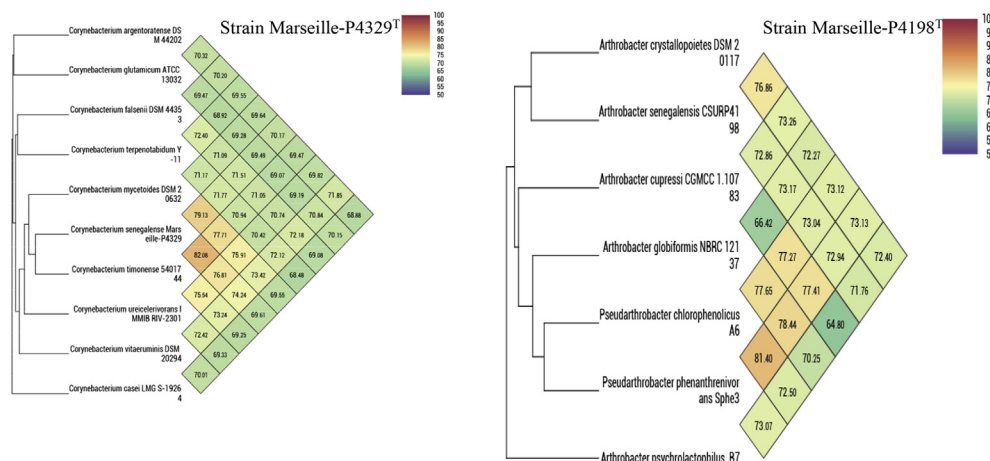 Strain Marseille-P4329T
100
95
90
85
80
75
70
65
60
55
50
Corynebacterium argentoratense DS
M 44202
Corynebacterium glutamicum ATCC
13032
Corynebacterium falsenii DSM 4435
3
Corynebacterium terpenotabidum Y
-11
Corynebacterium mycetoides DSM 2
0632
Corynebacterium senegalense Mars
eille-P4329
Corynebacterium timonense 54017
44
Corynebacterium ureicelerivorans I
MMIB RIV-2301
Corynebacterium vitaeruminis DSM
20294
Corynebacterium casei LMG S-1926
4
70.32
70.20
69.47 69.55
68.92 69.64
72.40 69.28 70.17
71.09 69.49 69.47
71.17 71.51 69.07 69.82
71.77 71.05 69.19 71.85
79.13 70.94 70.74 70.84 68.88
77.71 70.42 72.18 70.15
82.08 75.91 72.12 69.08
76.81 73.42 68.48
75.54 74.24 69.55
73.24 69.61
72.42 69.25
69.33
70.01
Strain Marseille-P4198T
Arthrobacter crystallopoietes DSM 2
0117
Arthrobacter senegalensis CSURP41
98
Arthrobacter cupressi CGMCC 1.107
83
Arthrobacter globiformis NBRC 121
37
Pseudarthrobacter chlorophenolicus
A6
Pseudarthrobacter phenanthrenivor
ans Sphe3
Arthrobacter psychrolactophilus B7
76.86
73.26
72.86 72.27
73.17 73.12
66.42 73.04 73.13
77.27 72.94 72.40
77.65 77.41 71.76
78.44 64.80
81.40 70.25
72.50
73.07